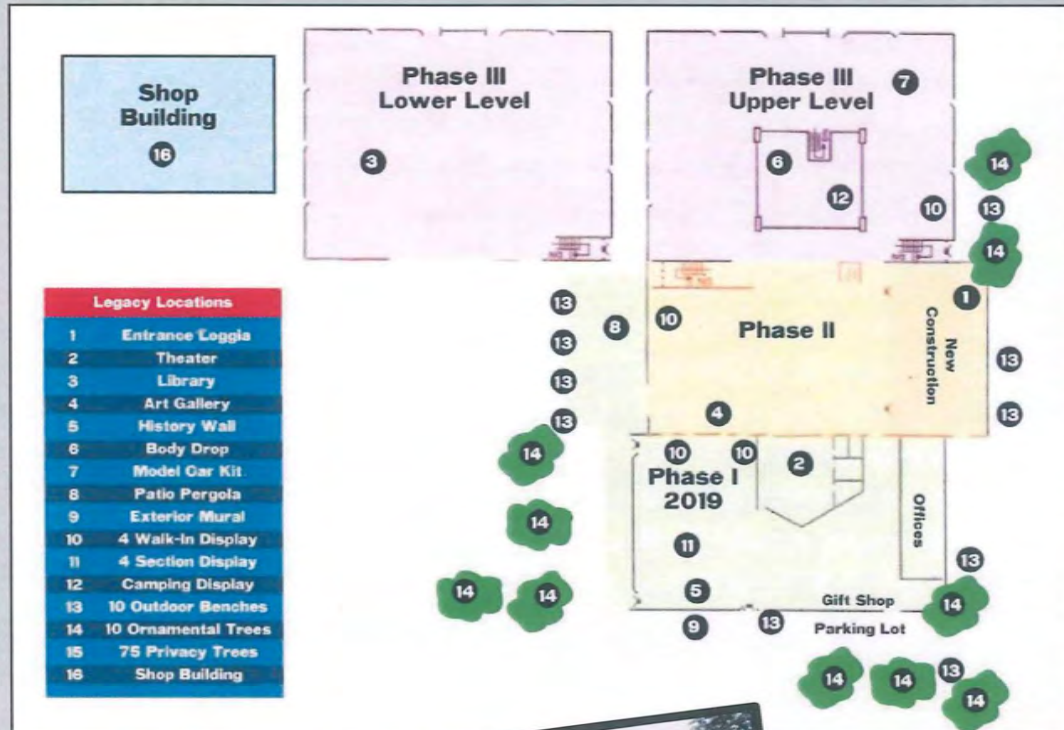 Shop
Building
16
Phase III
Lower Level
3
Phase III
Upper Level
7
6
12
10
14
13
14
Legacy Locations
1 Entrance Loggia
2 Theater
3 Library
4 Art Gallery
5 History Wall
6 Body Drop
7 Model Car Kit
8 Patio Pergola
9 Exterior Mural
10 4 Walk-In Display
11 4 Section Display
12 Camping Display
13 10 Outdoor Benches
14 10 Ornamental Trees
15 75 Privacy Trees
16 Shop Building
13
13
13
13
8
10
Phase II
4
1
New
Construction
13
13
14
14
14
14
10
10
2
Phase I
2019
11
5
Offices
13
Gift Shop
14
9
13
Parking Lot
14
14
13
14